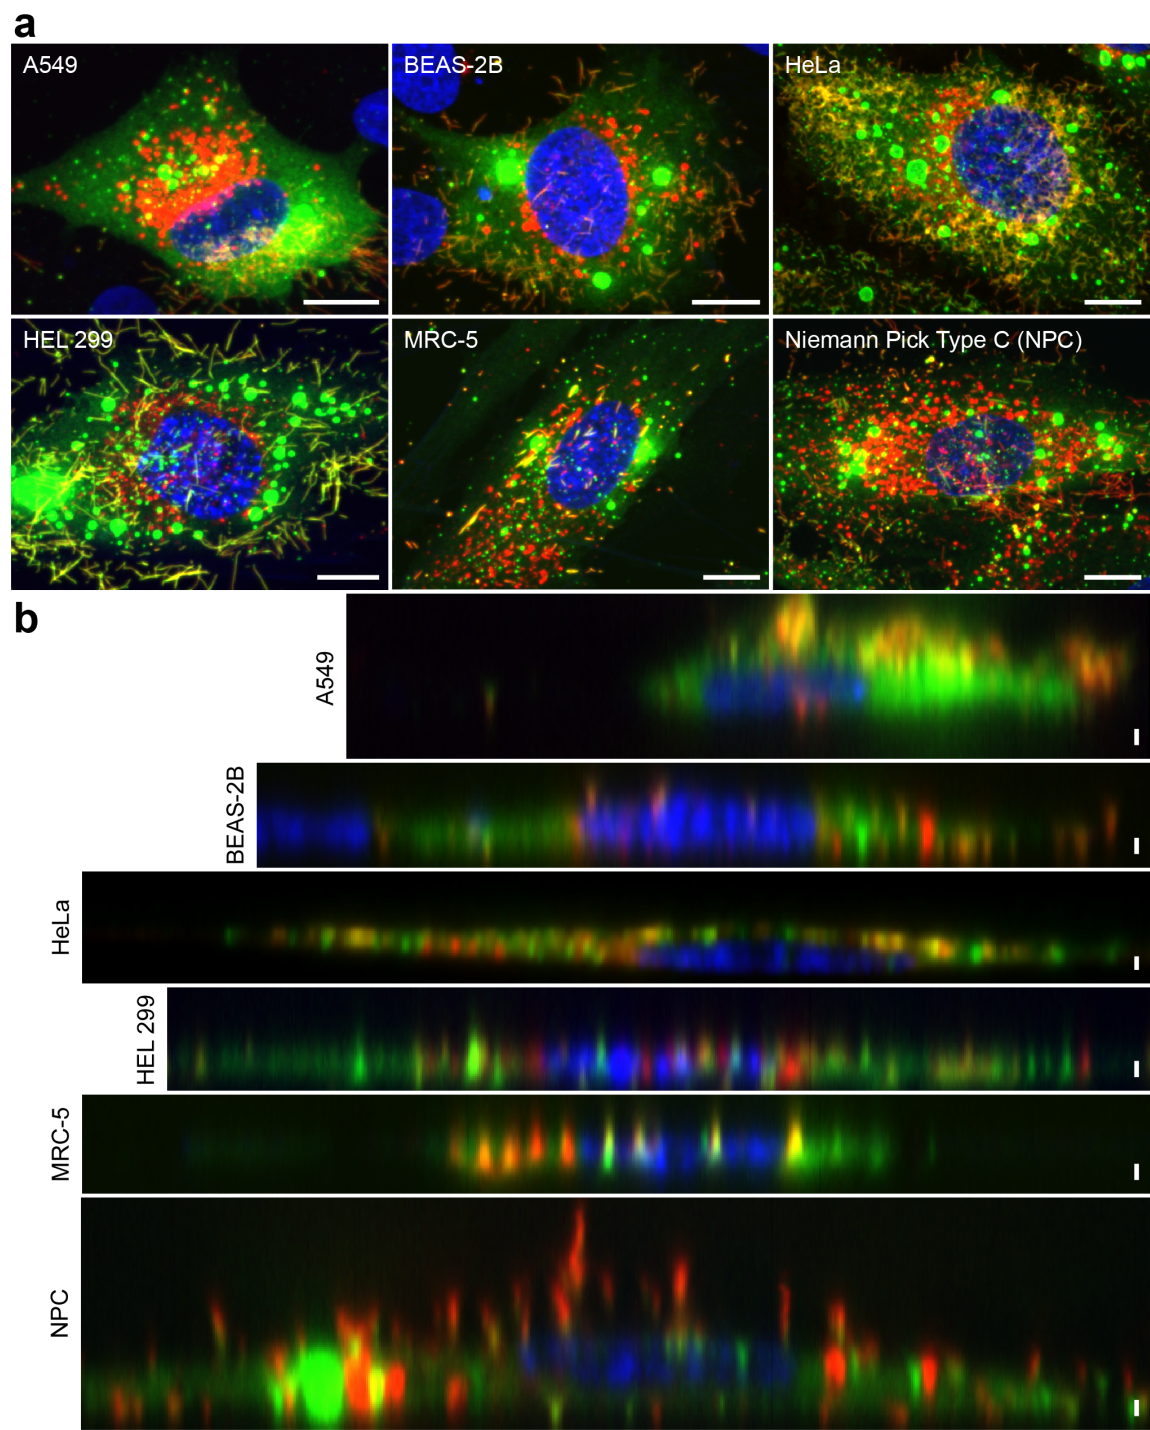 a
A549
BEAS-2B
HeLa
HEL 299
MRC-5
Niemann Pick Type C (NPC)
b
A549
BEAS-2B
HeLa
HEL 299
MRC-5
NPC